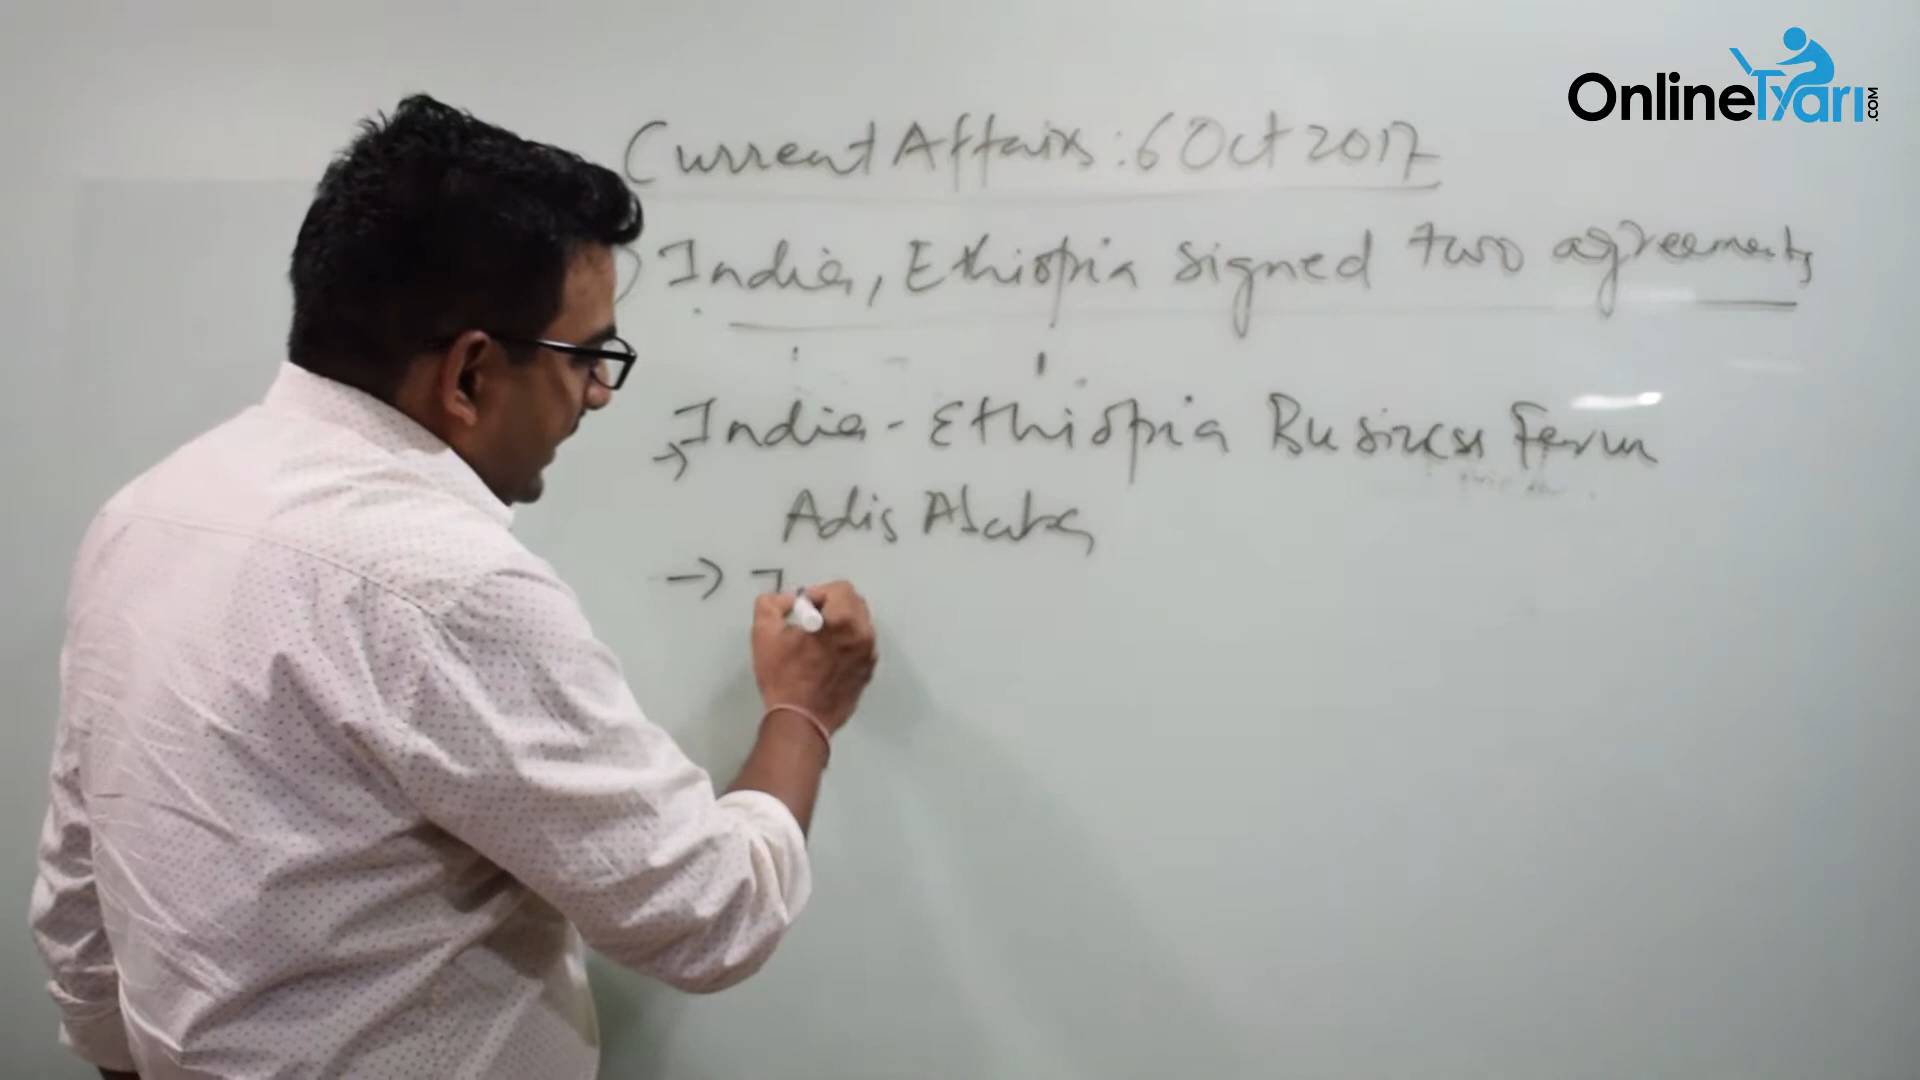 OnlineTyari.COM
Current Affairs : 6 Oct 2017
) India, Ethiopia signed two agreements
→ India - Ethiopia Business Forum
Adis Ababa
→ I